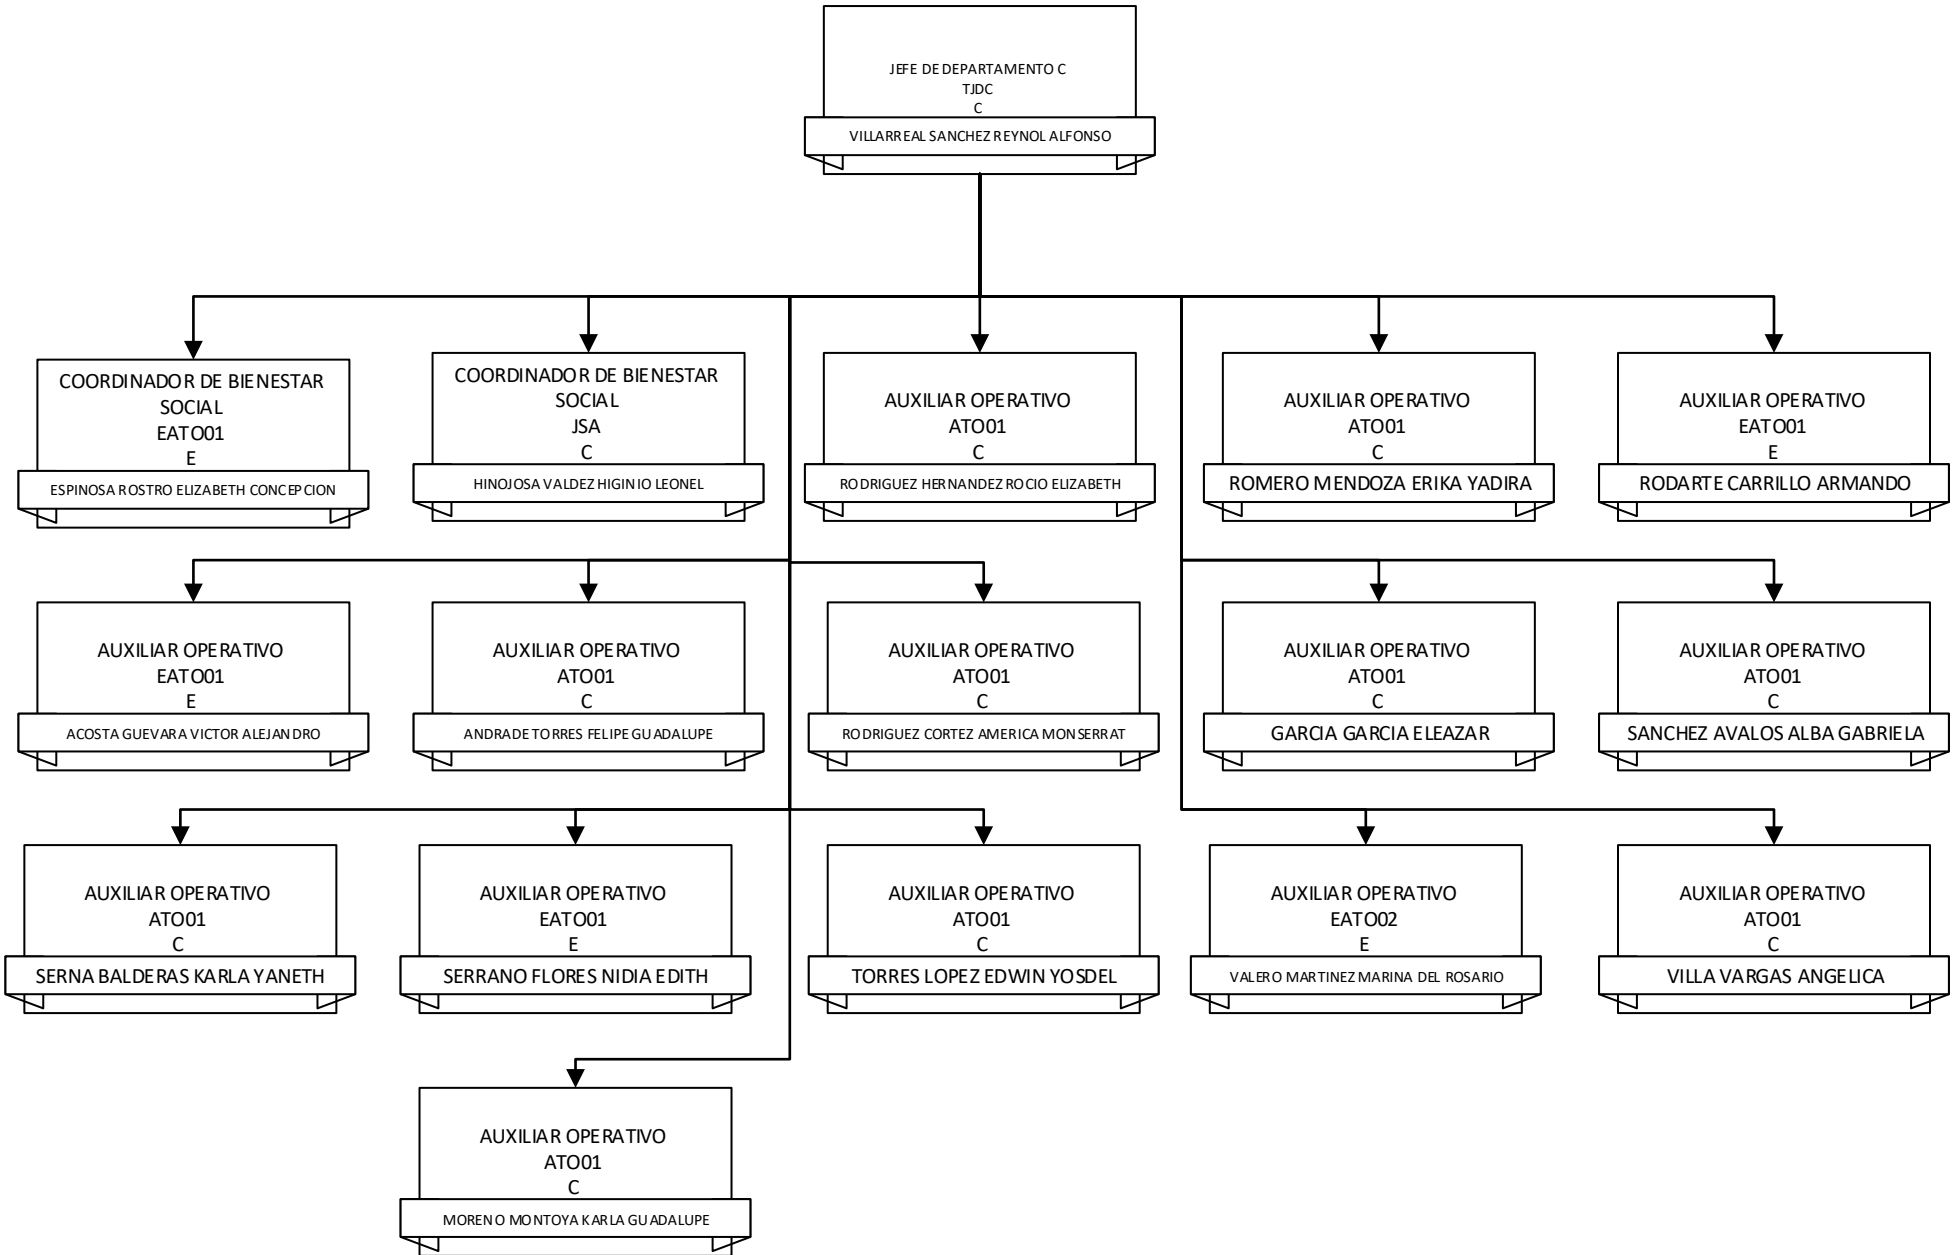 JEFE DE DEPARTAMENTO C
TJDC
C
VILLARREAL SANCHEZ REYNOL ALFONSO
COORDINADOR DE BIENESTAR
SOCIAL
EATO01
E
ESPINOSA ROSTRO ELIZABETH CONCEPCION
COORDINADOR DE BIENESTAR
SOCIAL
JSA
C
HINOJOSA VALDEZ HIGINIO LEONEL
AUXILIAR OPERATIVO
ATO01
C
RODRIGUEZ HERNANDEZ ROCIO ELIZABETH
AUXILIAR OPERATIVO
ATO01
C
ROMERO MENDOZA ERIKA YADIRA
AUXILIAR OPERATIVO
EATO01
E
RODARTE CARRILLO ARMANDO
AUXILIAR OPERATIVO
EATO01
E
ACOSTA GUEVARA VICTOR ALEJANDRO
AUXILIAR OPERATIVO
ATO01
C
ANDRADE TORRES FELIPE GUADALUPE
AUXILIAR OPERATIVO
ATO01
C
RODRIGUEZ CORTEZ AMERICA MONSERRAT
AUXILIAR OPERATIVO
ATO01
C
GARCIA GARCIA ELEAZAR
AUXILIAR OPERATIVO
ATO01
C
SANCHEZ AVALOS ALBA GABRIELA
AUXILIAR OPERATIVO
ATO01
C
SERNA BALDERAS KARLA YANETH
AUXILIAR OPERATIVO
EATO01
E
SERRANO FLORES NIDIA EDITH
AUXILIAR OPERATIVO
ATO01
C
TORRES LOPEZ EDWIN YOSDEL
AUXILIAR OPERATIVO
EATO02
E
VALERO MARTINEZ MARINA DEL ROSARIO
AUXILIAR OPERATIVO
ATO01
C
VILLA VARGAS ANGELICA
AUXILIAR OPERATIVO
ATO01
C
MORENO MONTOYA KARLA GUADALUPE